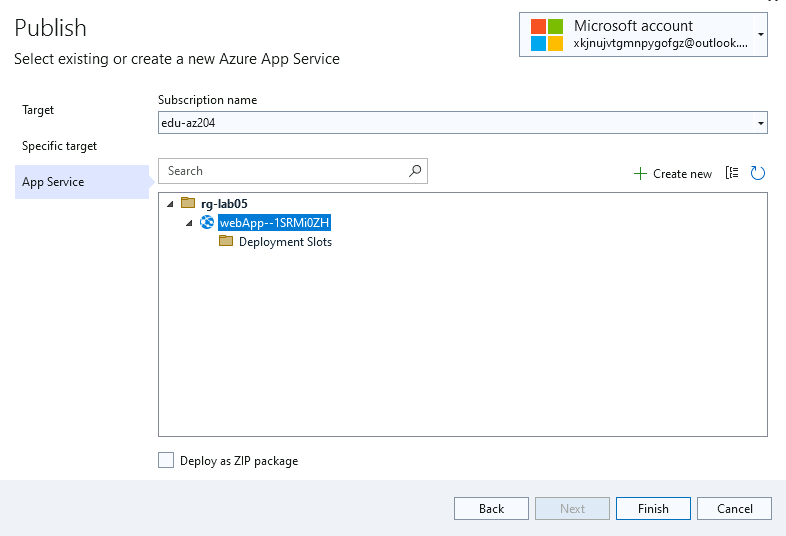 Publish
Select existing or create a new Azure App Service
Microsoft account
xkjnujvtgmnpygofgz@outlook....
Target
Specific target
App Service
Subscription name
edu-az204
Search
Create new
rg-lab05
webApp--1SRMi0ZH
Deployment Slots
Deploy as ZIP package
Back
Next
Finish
Cancel